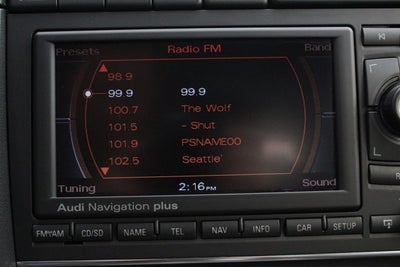 Presets Radio FM Band
98.9
99.9 99.9
100.7 The Wolf
101.5 - Shut
101.9 PSNAME00
102.5 Seattle'
Tuning 2:16PM Sound
Audi Navigation plus
FM/AM CD/SD NAME TEL NAV INFO CAR SETUP